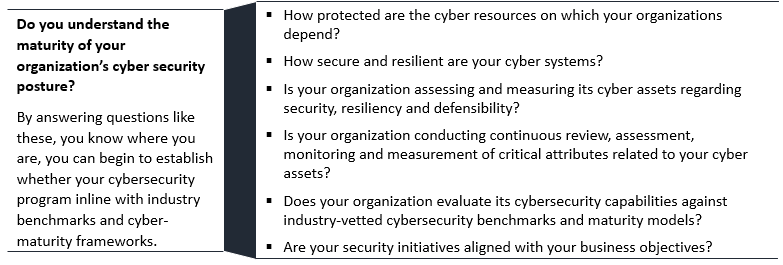 Do you understand the
maturity of your
organization's cyber security
posture?
By answering questions like
these, you know where you
are, you can begin to establish
whether your cybersecurity
program inline with industry
benchmarks and cyber-
maturity frameworks.
▪ How protected are the cyber resources on which your organizations
depend?
▪ How secure and resilient are your cyber systems?
▪ Is your organization assessing and measuring its cyber assets regarding
security, resiliency and defensibility?
▪ Is your organization conducting continuous review, assessment,
monitoring and measurement of critical attributes related to your cyber
assets?
▪ Does your organization evaluate its cybersecurity capabilities against
industry-vetted cybersecurity benchmarks and maturity models?
▪ Are your security initiatives aligned with your business objectives?